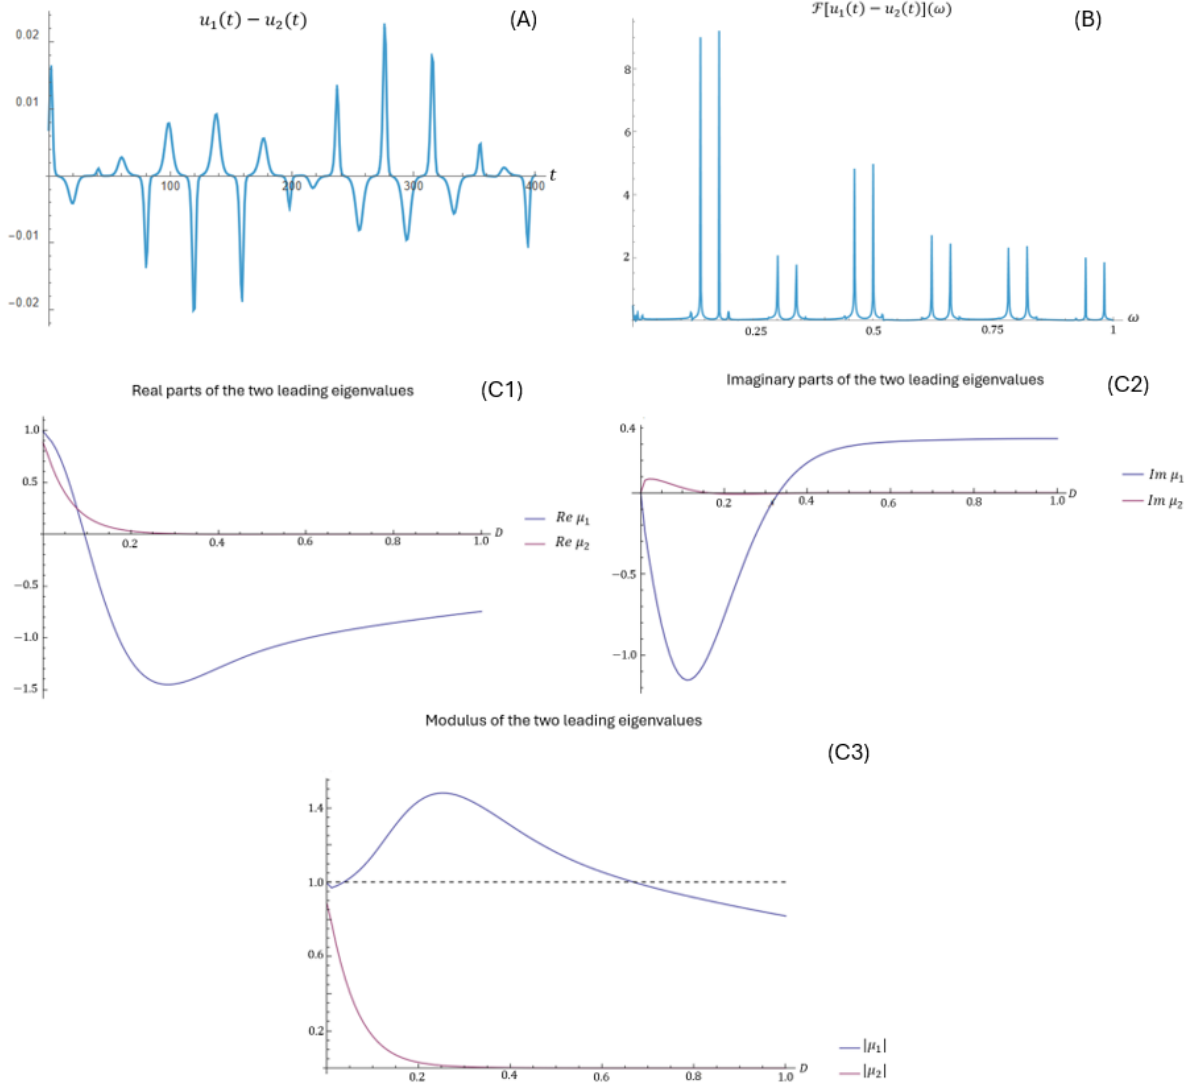 u₁(t) − u₂(t)
(A)
0.02
0.01
−0.01
−0.02
100
200
300
400
t
ℱ[u₁(t) − u₂(t)](ω)
(B)
8
6
4
2
0.25
0.5
0.75
1
ω
Real parts of the two leading eigenvalues
(C1)
1.0
0.5
−0.5
−1.0
−1.5
0.2
0.4
0.6
0.8
1.0
D
Re μ₁
Re μ₂
Imaginary parts of the two leading eigenvalues
(C2)
0.4
−0.5
−1.0
0.2
0.4
0.6
0.8
1.0
D
Im μ₁
Im μ₂
Modulus of the two leading eigenvalues
(C3)
1.4
1.0
0.6
0.2
0.2
0.4
0.6
0.8
1.0
D
|μ₁|
|μ₂|